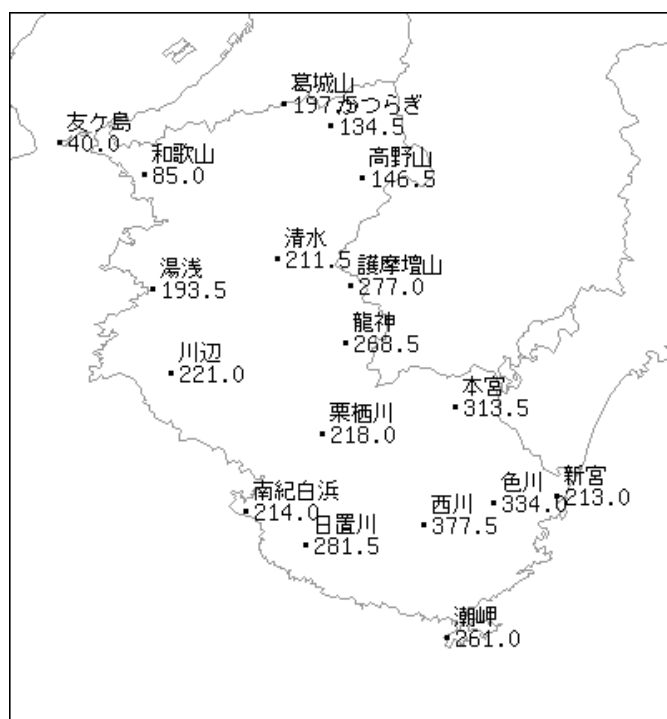 葛城山
197.5
かつらぎ
134.5
友ケ島
40.0
和歌山
85.0
高野山
146.5
清水
211.5
護摩壇山
277.0
湯浅
193.5
龍神
268.5
川辺
221.0
本宮
313.5
栗栖川
218.0
新宮
213.0
色川
334.0
南紀白浜
214.0
西川
377.5
日置川
281.5
潮岬
261.0